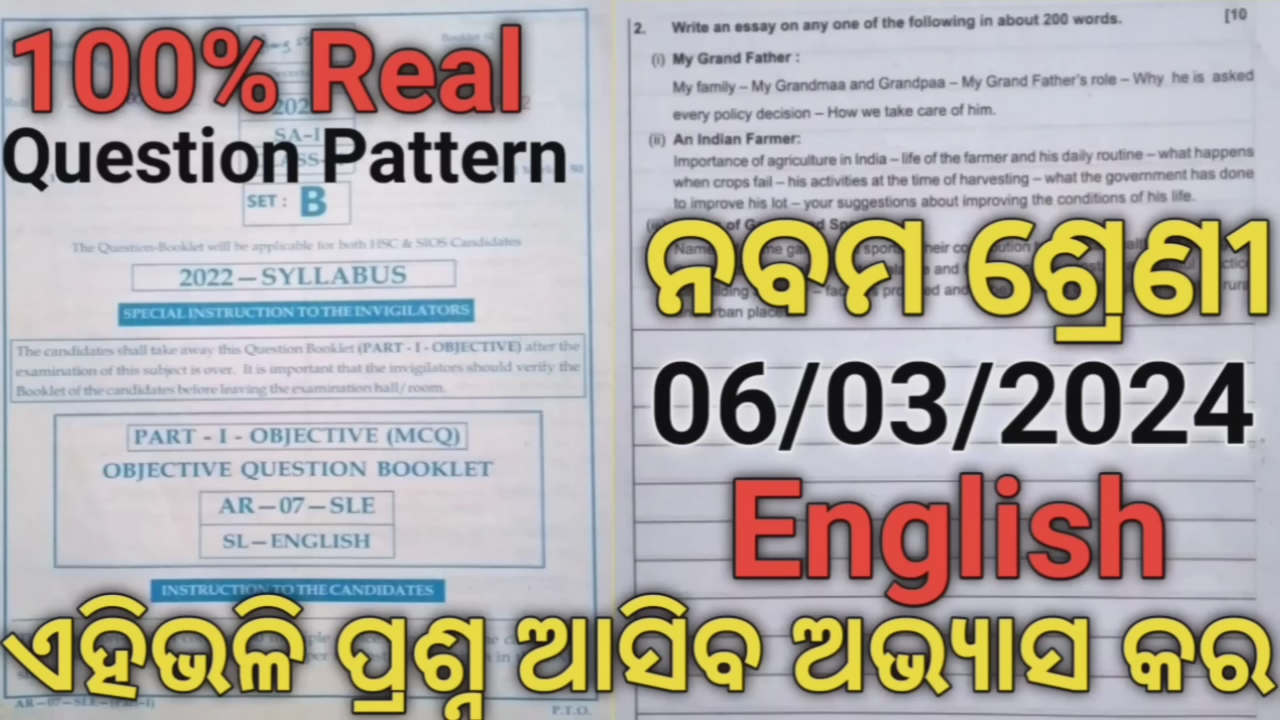 100% Real
Question Pattern
SA-I
SET : B
The Question-Booklet will be applicable for both HSC & SIOS Candidates
2022 – SYLLABUS
SPECIAL INSTRUCTION TO THE INVIGILATORS
The candidates shall take away this Question Booklet (PART - I - OBJECTIVE) after the
examination of this subject is over. It is important that the invigilators should verify the
Booklet of the candidates before leaving the examination hall/room.
PART - I - OBJECTIVE (MCQ)
OBJECTIVE QUESTION BOOKLET
AR – 07 – SLE
SL – ENGLISH
INSTRUCTION TO THE CANDIDATES
AR – 07 – SLE – (Part-I)
P.T.O.
2. Write an essay on any one of the following in about 200 words. [10
(i) My Grand Father :
My family – My Grandmaa and Grandpaa – My Grand Father's role – Why he is asked
every policy decision – How we take care of him.
(ii) An Indian Farmer:
Importance of agriculture in India – life of the farmer and his daily routine – what happens
when crops fail – his activities at the time of harvesting – what the government has done
to improve his lot – your suggestions about improving the conditions of his life.
ନବମ ଶ୍ରେଣୀ
06/03/2024
English
ଏହିଭଳି ପ୍ରଶ୍ନ ଆସିବ ଅଭ୍ୟାସ କର